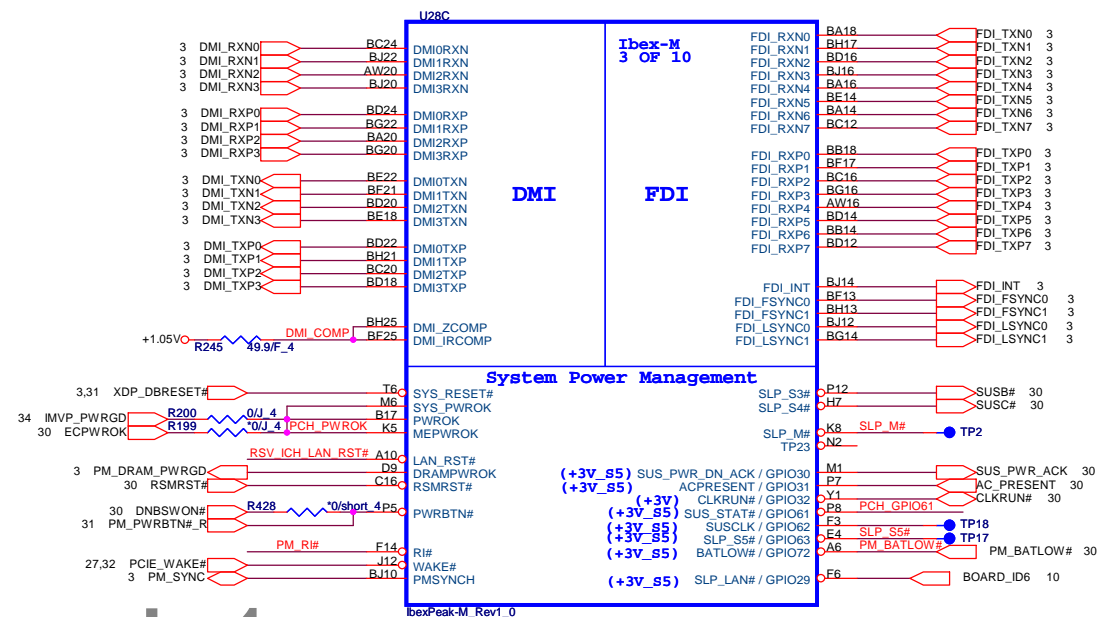 U28C
Ibex-M
3 OF 10
DMI
FDI
3 DMI_RXN0 BC24 DMI0RXN
3 DMI_RXN1 BJ22 DMI1RXN
3 DMI_RXN2 AW20 DMI2RXN
3 DMI_RXN3 BJ20 DMI3RXN
3 DMI_RXP0 BD24 DMI0RXP
3 DMI_RXP1 BG22 DMI1RXP
3 DMI_RXP2 BA20 DMI2RXP
3 DMI_RXP3 BG20 DMI3RXP
3 DMI_TXN0 BE22 DMI0TXN
3 DMI_TXN1 BF21 DMI1TXN
3 DMI_TXN2 BD20 DMI2TXN
3 DMI_TXN3 BE18 DMI3TXN
3 DMI_TXP0 BD22 DMI0TXP
3 DMI_TXP1 BH21 DMI1TXP
3 DMI_TXP2 BC20 DMI2TXP
3 DMI_TXP3 BD18 DMI3TXP
BH25 DMI_ZCOMP
+1.05V R245 49.9/F_4 DMI_COMP BF25 DMI_IRCOMP
FDI_RXN0 BA18 FDI_TXN0 3
FDI_RXN1 BH17 FDI_TXN1 3
FDI_RXN2 BD16 FDI_TXN2 3
FDI_RXN3 BJ16 FDI_TXN3 3
FDI_RXN4 BA16 FDI_TXN4 3
FDI_RXN5 BE14 FDI_TXN5 3
FDI_RXN6 BA14 FDI_TXN6 3
FDI_RXN7 BC12 FDI_TXN7 3
FDI_RXP0 BB18 FDI_TXP0 3
FDI_RXP1 BF17 FDI_TXP1 3
FDI_RXP2 BC16 FDI_TXP2 3
FDI_RXP3 BG16 FDI_TXP3 3
FDI_RXP4 AW16 FDI_TXP4 3
FDI_RXP5 BD14 FDI_TXP5 3
FDI_RXP6 BB14 FDI_TXP6 3
FDI_RXP7 BD12 FDI_TXP7 3
FDI_INT BJ14 FDI_INT 3
FDI_FSYNC0 BF13 FDI_FSYNC0 3
FDI_FSYNC1 BH13 FDI_FSYNC1 3
FDI_LSYNC0 BJ12 FDI_LSYNC0 3
FDI_LSYNC1 BG14 FDI_LSYNC1 3
System Power Management
3,31 XDP_DBRESET# T6 SYS_RESET#
M6 SYS_PWROK
34 IMVP_PWRGD R200 0/J_4 B17 PWROK
30 ECPWROK R199 *0/J_4 PCH_PWROK K5 MEPWROK
RSV_ICH_LAN_RST# A10 LAN_RST#
3 PM_DRAM_PWRGD D9 DRAMPWROK
30 RSMRST# C16 RSMRST#
30 DNBSWON# R428 *0/short_4 P5 PWRBTN#
31 PM_PWRBTN#_R
PM_RI# F14 RI#
27,32 PCIE_WAKE# J12 WAKE#
3 PM_SYNC BJ10 PMSYNCH
SLP_S3# P12 SUSB# 30
SLP_S4# H7 SUSC# 30
SLP_M# K8 SLP_M# TP2
TP23 N2
(+3V_S5) SUS_PWR_DN_ACK / GPIO30 M1 SUS_PWR_ACK 30
(+3V_S5) ACPRESENT / GPIO31 P7 AC_PRESENT 30
(+3V) CLKRUN# / GPIO32 Y1 CLKRUN# 30
(+3V_S5) SUS_STAT# / GPIO61 P8 PCH_GPIO61
(+3V_S5) SUSCLK / GPIO62 F3 TP18
(+3V_S5) SLP_S5# / GPIO63 E4 SLP_S5# TP17
(+3V_S5) BATLOW# / GPIO72 A6 PM_BATLOW# PM_BATLOW# 30
(+3V_S5) SLP_LAN# / GPIO29 F6 BOARD_ID6 10
IbexPeak-M_Rev1_0